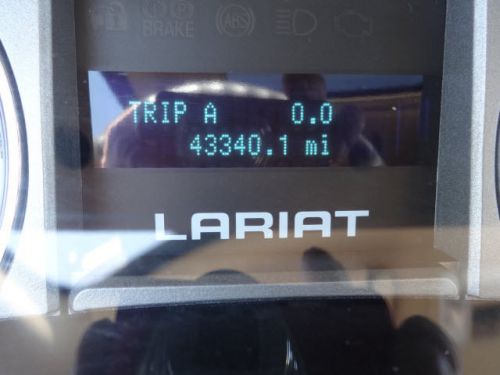 BRAKE
ABS
TRIP A 0.0
43340.1 mi
LARIAT